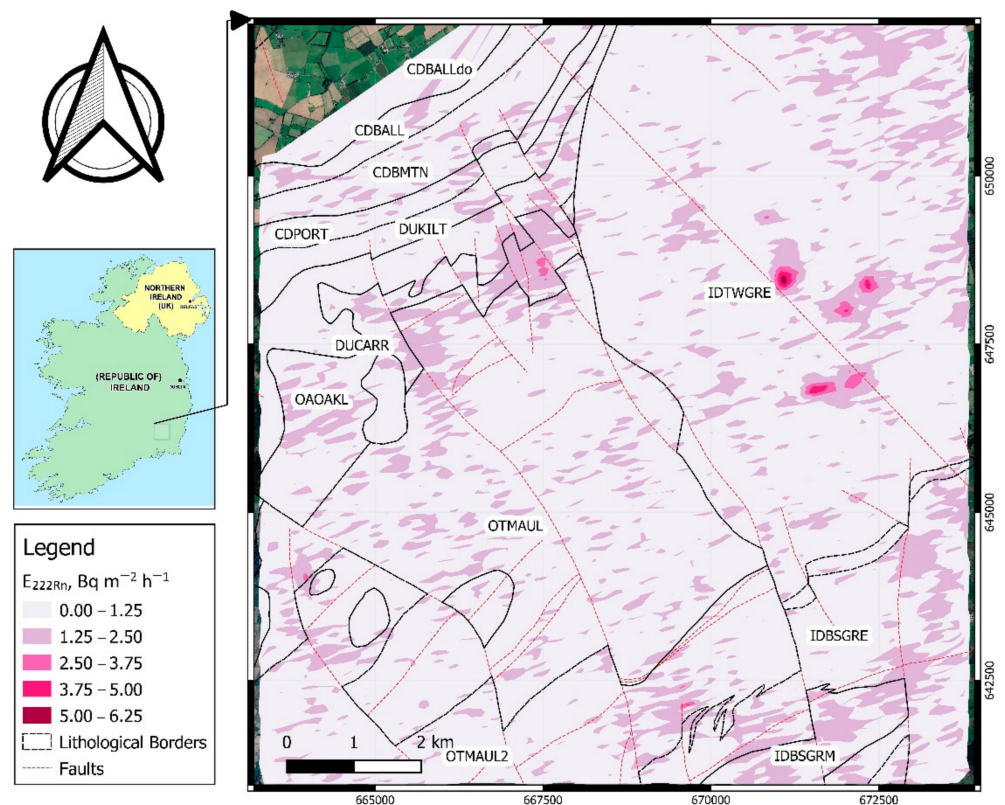 CDBALLdo
CDBALL
CDBMTN
CDPORT
DUKILT
IDTWGRE
DUCARR
OAOAKL
OTMAUL
IDBSGRE
OTMAUL2
IDBSGRM
0 1 2 km
650000
647500
645000
642500
665000 667500 670000 672500
NORTHERN
IRELAND
(UK)
(REPUBLIC OF)
IRELAND
Legend
E222Rn, Bq m−2 h−1
0.00 – 1.25
1.25 – 2.50
2.50 – 3.75
3.75 – 5.00
5.00 – 6.25
Lithological Borders
Faults